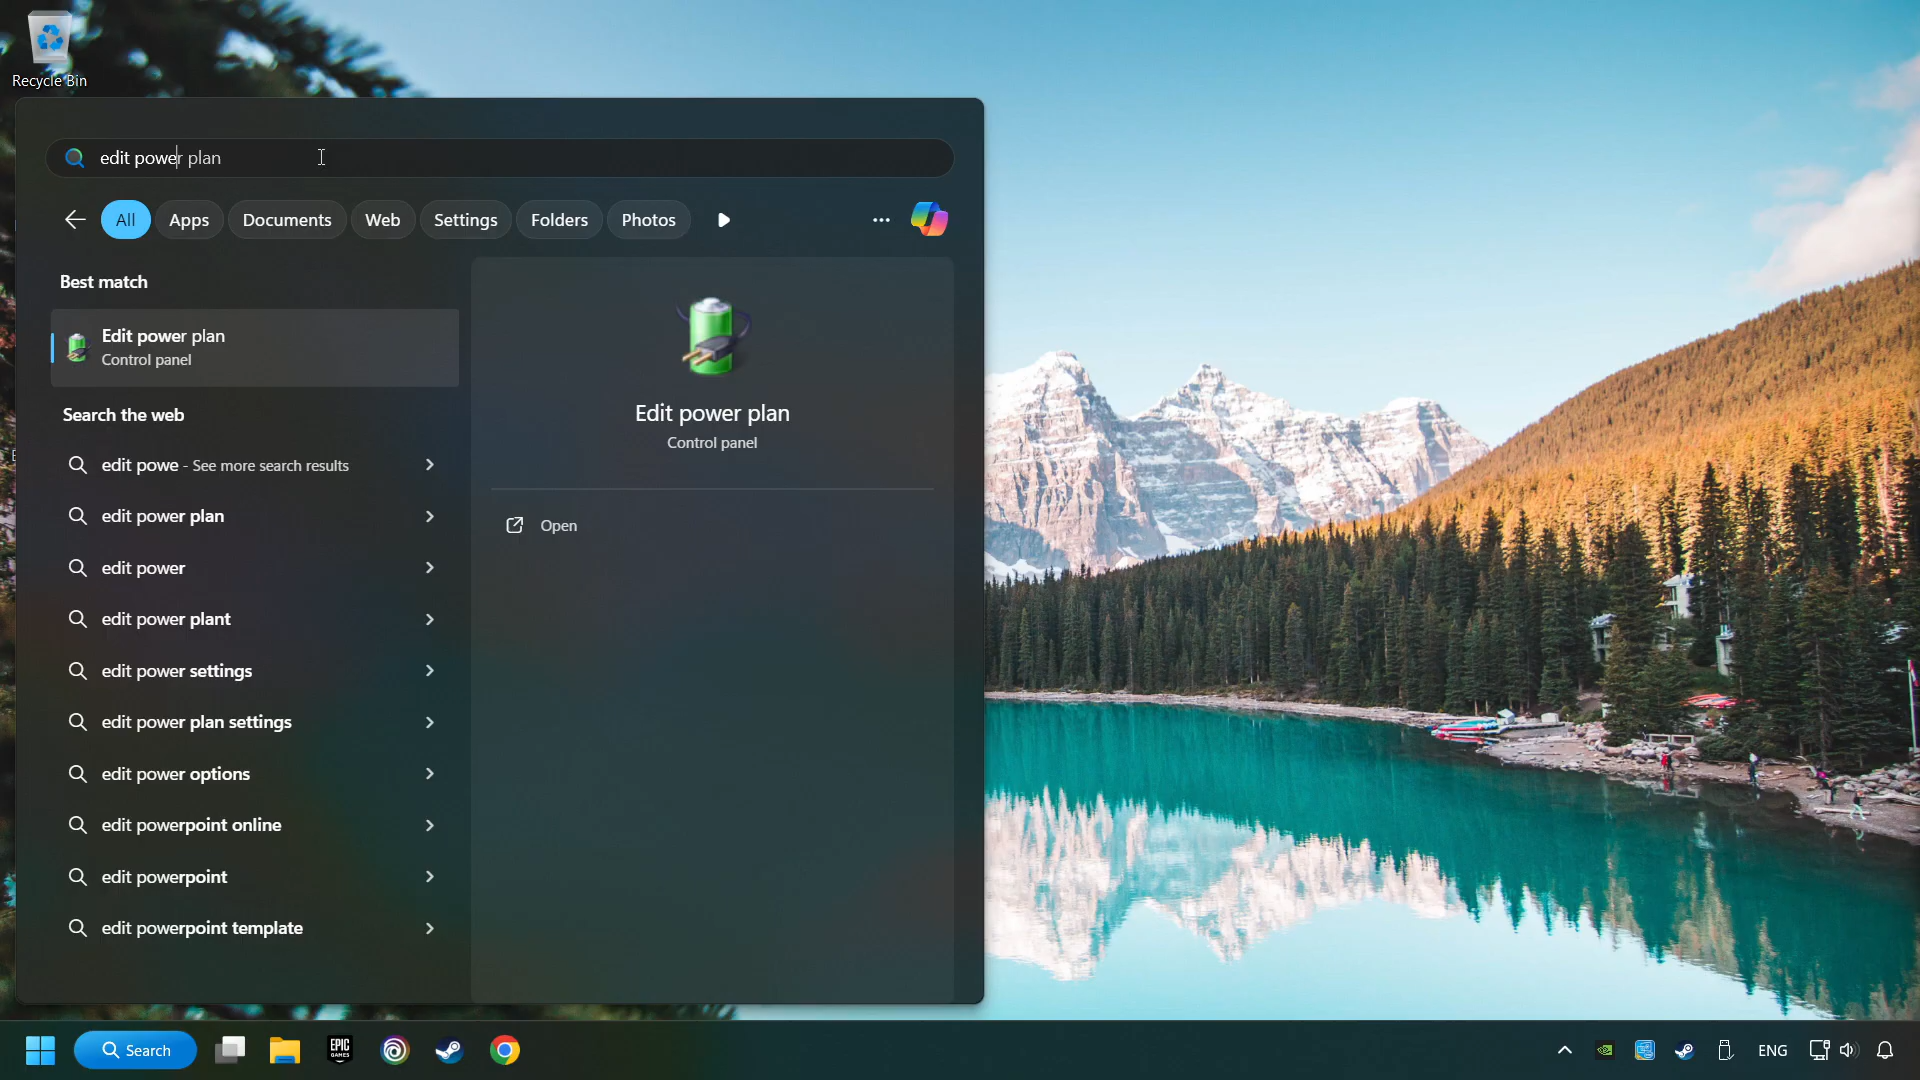 Recycle Bin
edit power plan
All
Apps
Documents
Web
Settings
Folders
Photos
Best match
Edit power plan
Control panel
Search the web
edit powe - See more search results
edit power plan
edit power
edit power plant
edit power settings
edit power plan settings
edit power options
edit powerpoint online
edit powerpoint
edit powerpoint template
Edit power plan
Control panel
Open
Search
EPIC
GAMES
ENG